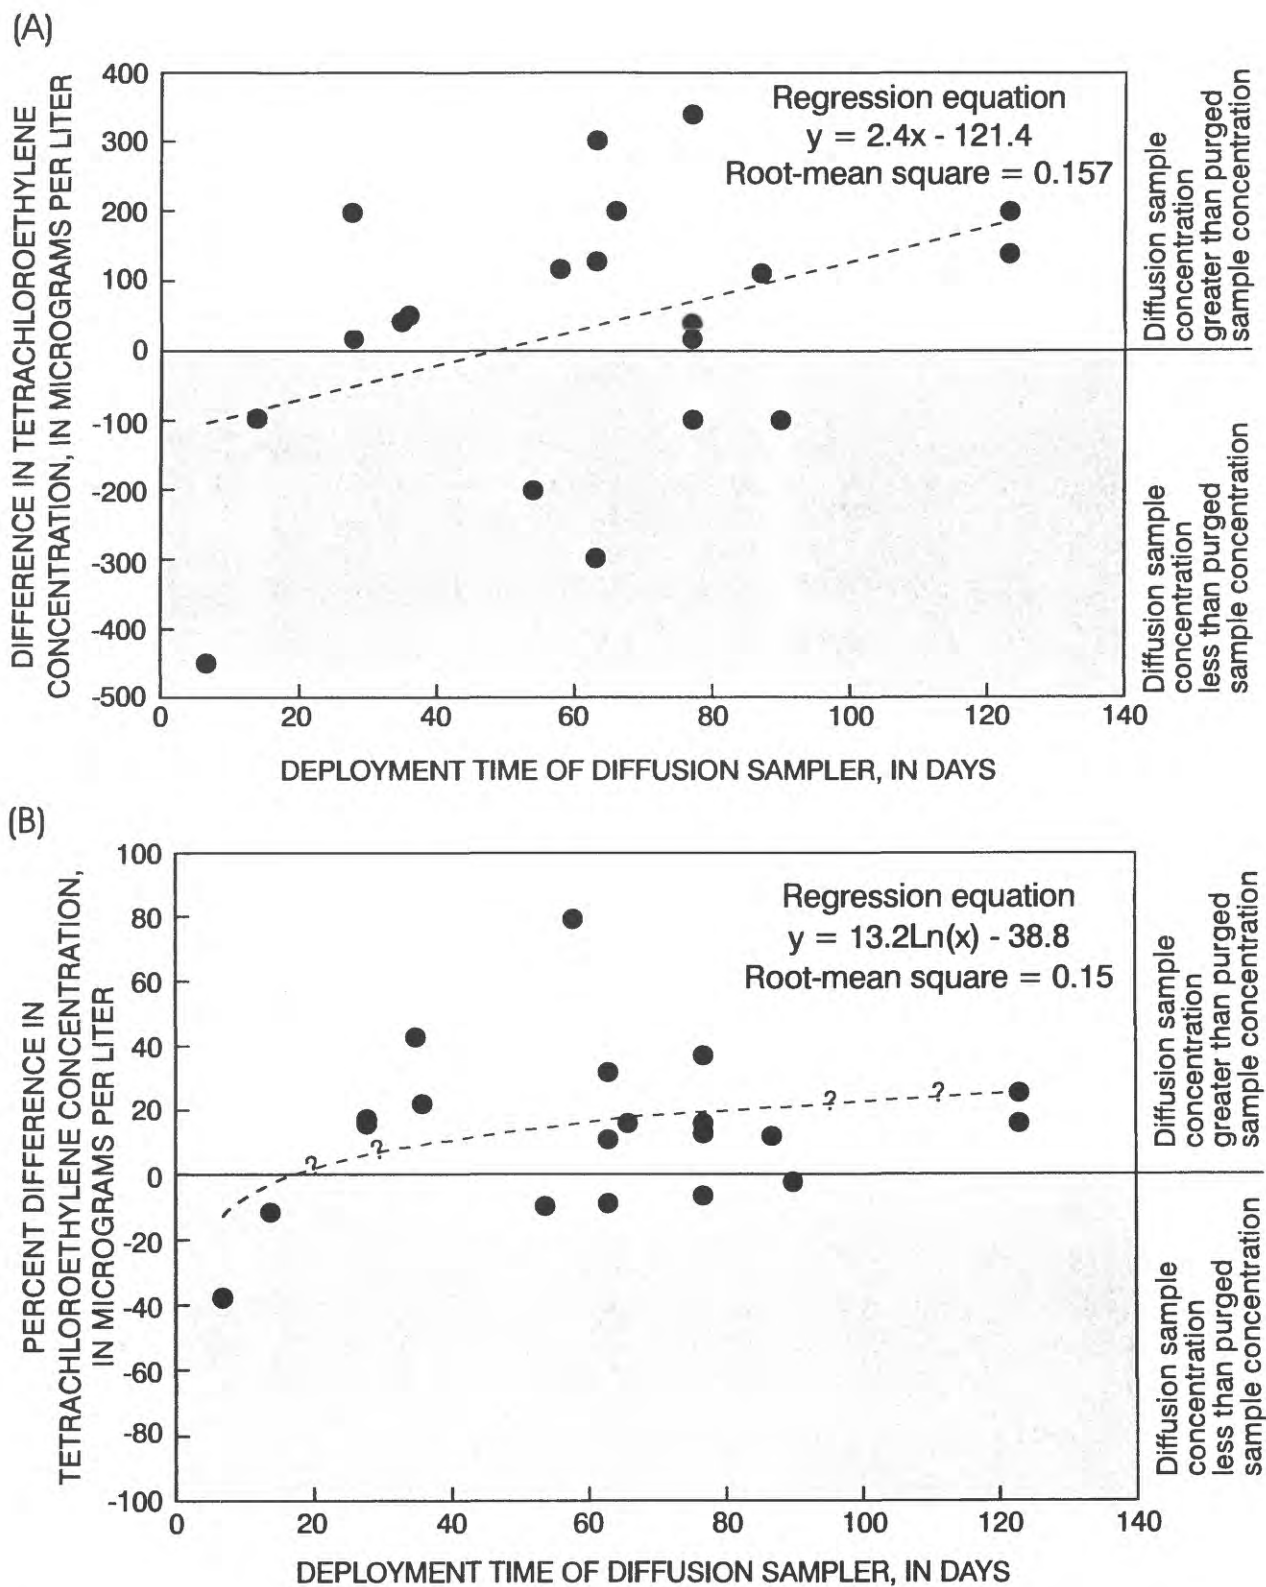 (A)
DIFFERENCE IN TETRACHLOROETHYLENE
CONCENTRATION, IN MICROGRAMS PER LITER
400
300
200
100
0
-100
-200
-300
-400
-500
Regression equation
y = 2.4x - 121.4
Root-mean square = 0.157
Diffusion sample
concentration
greater than purged
sample concentration
Diffusion sample
concentration
less than purged
sample concentration
0 20 40 60 80 100 120 140
DEPLOYMENT TIME OF DIFFUSION SAMPLER, IN DAYS
(B)
PERCENT DIFFERENCE IN
TETRACHLOROETHYLENE CONCENTRATION,
IN MICROGRAMS PER LITER
100
80
60
40
20
0
-20
-40
-60
-80
-100
Regression equation
y = 13.2Ln(x) - 38.8
Root-mean square = 0.15
? ? ? ?
Diffusion sample
concentration
greater than purged
sample concentration
Diffusion sample
concentration
less than purged
sample concentration
0 20 40 60 80 100 120 140
DEPLOYMENT TIME OF DIFFUSION SAMPLER, IN DAYS